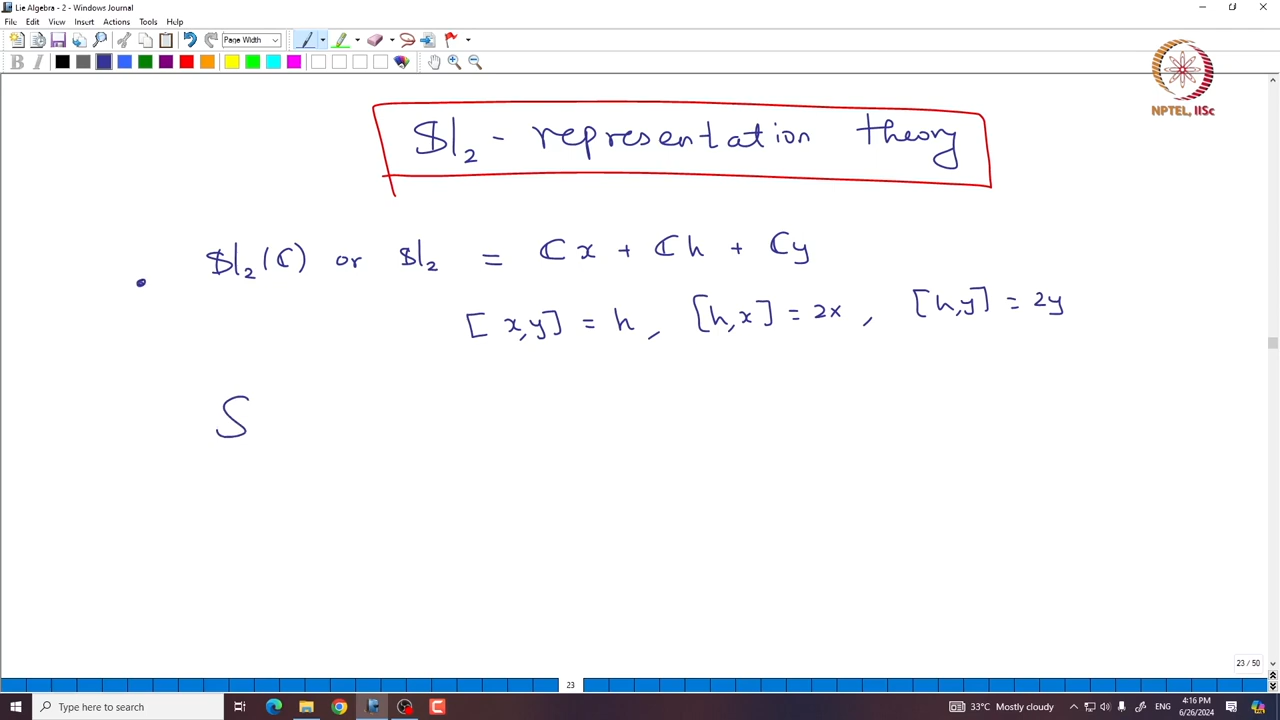 Lie Algebra - 2 - Windows Journal
File Edit View Insert Actions Tools Help
Page Width
B I
NPTEL, IISc
sl₂ - representation theory
• sl₂(ℂ) or sl₂ = ℂx + ℂh + ℂy
[x,y] = h, [h,x] = 2x, [h,y] = 2y
S
23 / 50
23
Type here to search
33°C Mostly cloudy
ENG
4:16 PM
6/26/2024